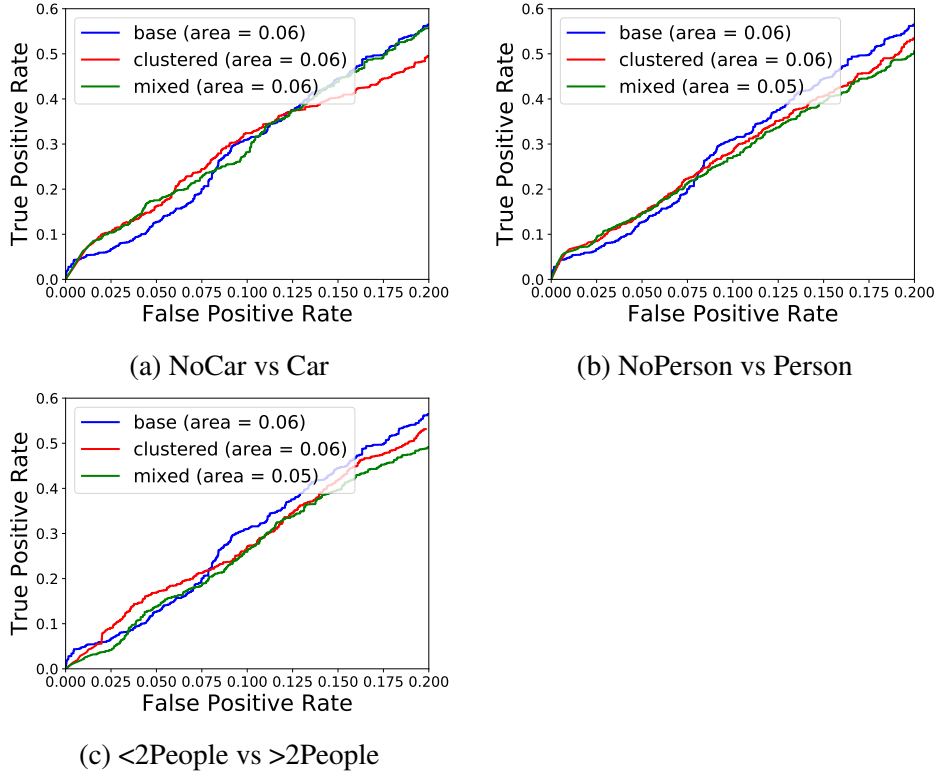 0.6
0.5
0.4
0.3
0.2
0.1
0.0
True Positive Rate
base (area = 0.06)
clustered (area = 0.06)
mixed (area = 0.06)
0.000 0.025 0.050 0.075 0.100 0.125 0.150 0.175 0.200
False Positive Rate
(a) NoCar vs Car
0.6
0.5
0.4
0.3
0.2
0.1
0.0
True Positive Rate
base (area = 0.06)
clustered (area = 0.06)
mixed (area = 0.05)
0.000 0.025 0.050 0.075 0.100 0.125 0.150 0.175 0.200
False Positive Rate
(b) NoPerson vs Person
0.6
0.5
0.4
0.3
0.2
0.1
0.0
True Positive Rate
base (area = 0.06)
clustered (area = 0.06)
mixed (area = 0.05)
0.000 0.025 0.050 0.075 0.100 0.125 0.150 0.175 0.200
False Positive Rate
(c) <2People vs >2People